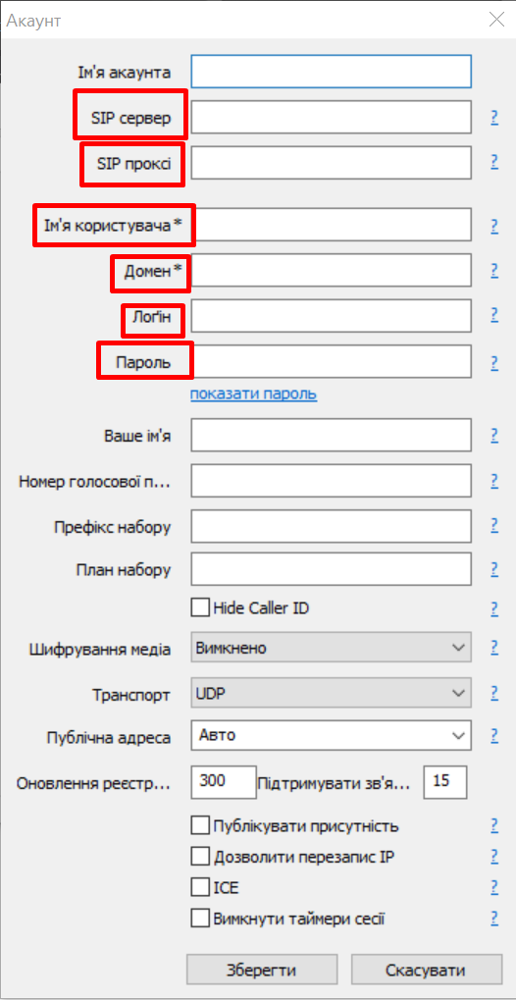 Акаунт
Ім'я акаунта
SIP сервер ?
SIP проксі ?
Ім'я користувача* ?
Домен* ?
Лоґін ?
Пароль ?
показати пароль
Ваше ім'я ?
Номер голосової п... ?
Префікс набору ?
План набору ?
Hide Caller ID ?
Шифрування медіа Вимкнено ?
Транспорт UDP ?
Публічна адреса Авто ?
Оновлення реєстр... 300 Підтримувати зв'я... 15
Публікувати присутність ?
Дозволити перезапис IP ?
ICE ?
Вимкнути таймери сесії ?
Зберегти Скасувати